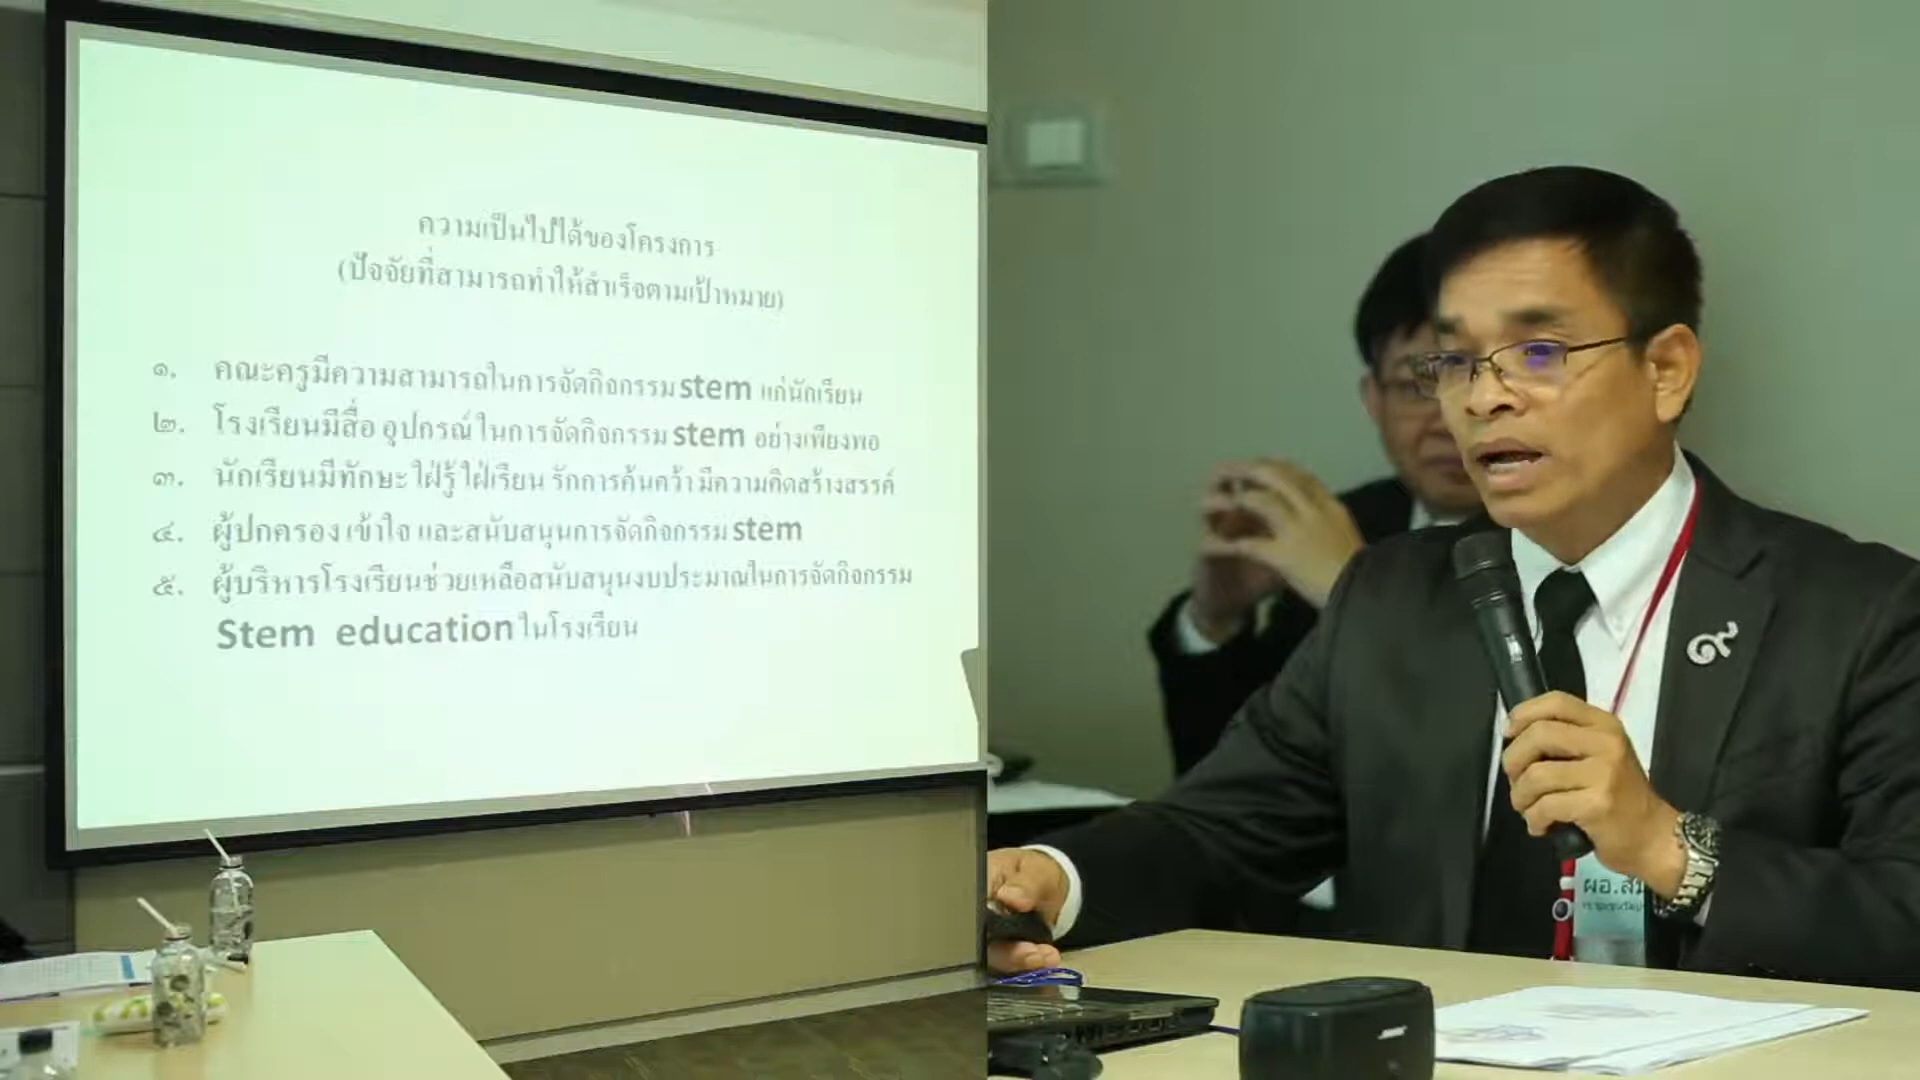 ความเป็นไปได้ของโครงการ
(ปัจจัยที่สามารถทำให้สำเร็จตามเป้าหมาย)
๑. คณะครูมีความสามารถในการจัดกิจกรรม stem แก่นักเรียน
๒. โรงเรียนมีสื่อ อุปกรณ์ ในการจัดกิจกรรม stem อย่างเพียงพอ
๓. นักเรียนมีทักษะ ใฝ่รู้ ใฝ่เรียน รักการค้นคว้า มีความคิดสร้างสรรค์
๔. ผู้ปกครอง เข้าใจ และสนับสนุนการจัดกิจกรรม stem
๕. ผู้บริหารโรงเรียนช่วยเหลือสนับสนุนงบประมาณในการจัดกิจกรรม
Stem education ในโรงเรียน
๙
ผอ.สม
BOSE